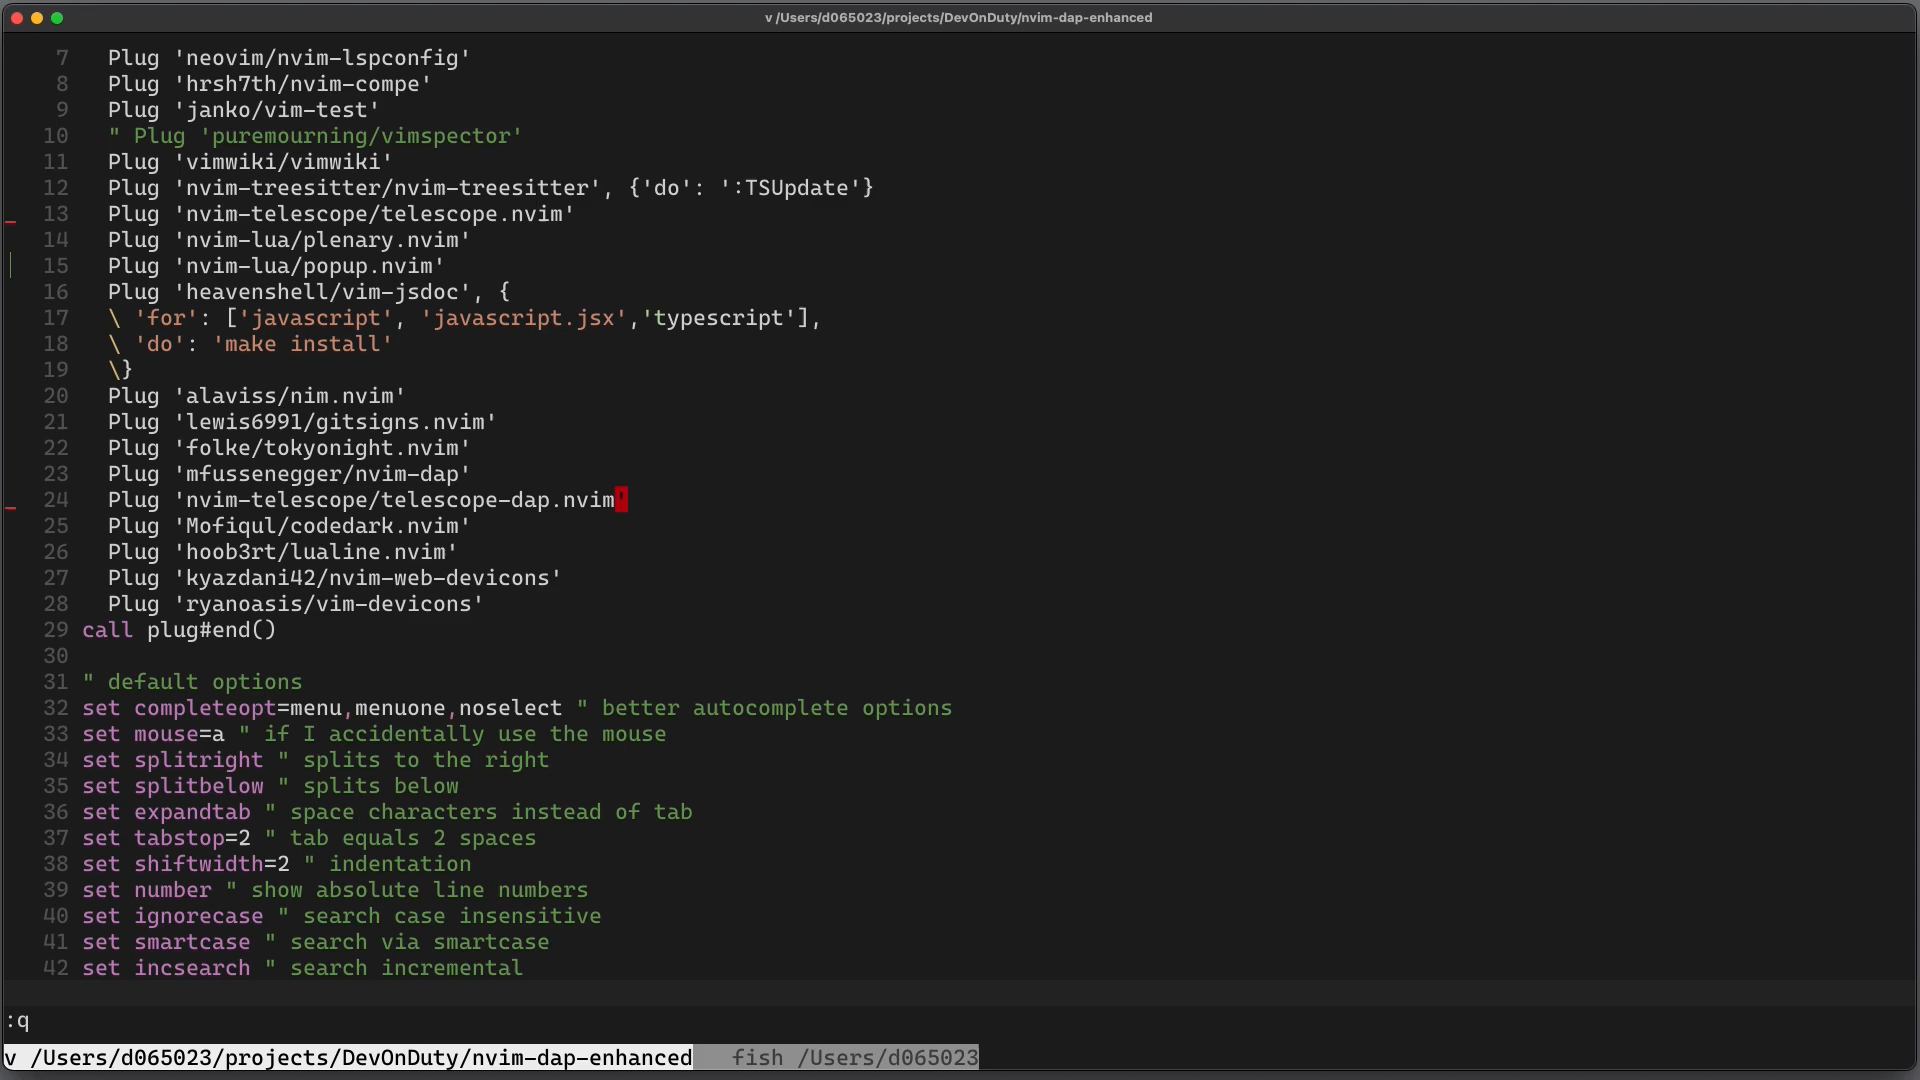 v /Users/d065023/projects/DevOnDuty/nvim-dap-enhanced
7 Plug 'neovim/nvim-lspconfig'
8 Plug 'hrsh7th/nvim-compe'
9 Plug 'janko/vim-test'
10 " Plug 'puremourning/vimspector'
11 Plug 'vimwiki/vimwiki'
12 Plug 'nvim-treesitter/nvim-treesitter', {'do': ':TSUpdate'}
13 Plug 'nvim-telescope/telescope.nvim'
14 Plug 'nvim-lua/plenary.nvim'
15 Plug 'nvim-lua/popup.nvim'
16 Plug 'heavenshell/vim-jsdoc', {
17 \ 'for': ['javascript', 'javascript.jsx','typescript'],
18 \ 'do': 'make install'
19 \}
20 Plug 'alaviss/nim.nvim'
21 Plug 'lewis6991/gitsigns.nvim'
22 Plug 'folke/tokyonight.nvim'
23 Plug 'mfussenegger/nvim-dap'
24 Plug 'nvim-telescope/telescope-dap.nvim'
25 Plug 'Mofiqul/codedark.nvim'
26 Plug 'hoob3rt/lualine.nvim'
27 Plug 'kyazdani42/nvim-web-devicons'
28 Plug 'ryanoasis/vim-devicons'
29 call plug#end()
30
31 " default options
32 set completeopt=menu,menuone,noselect " better autocomplete options
33 set mouse=a " if I accidentally use the mouse
34 set splitright " splits to the right
35 set splitbelow " splits below
36 set expandtab " space characters instead of tab
37 set tabstop=2 " tab equals 2 spaces
38 set shiftwidth=2 " indentation
39 set number " show absolute line numbers
40 set ignorecase " search case insensitive
41 set smartcase " search via smartcase
42 set incsearch " search incremental
:q
v /Users/d065023/projects/DevOnDuty/nvim-dap-enhanced fish /Users/d065023